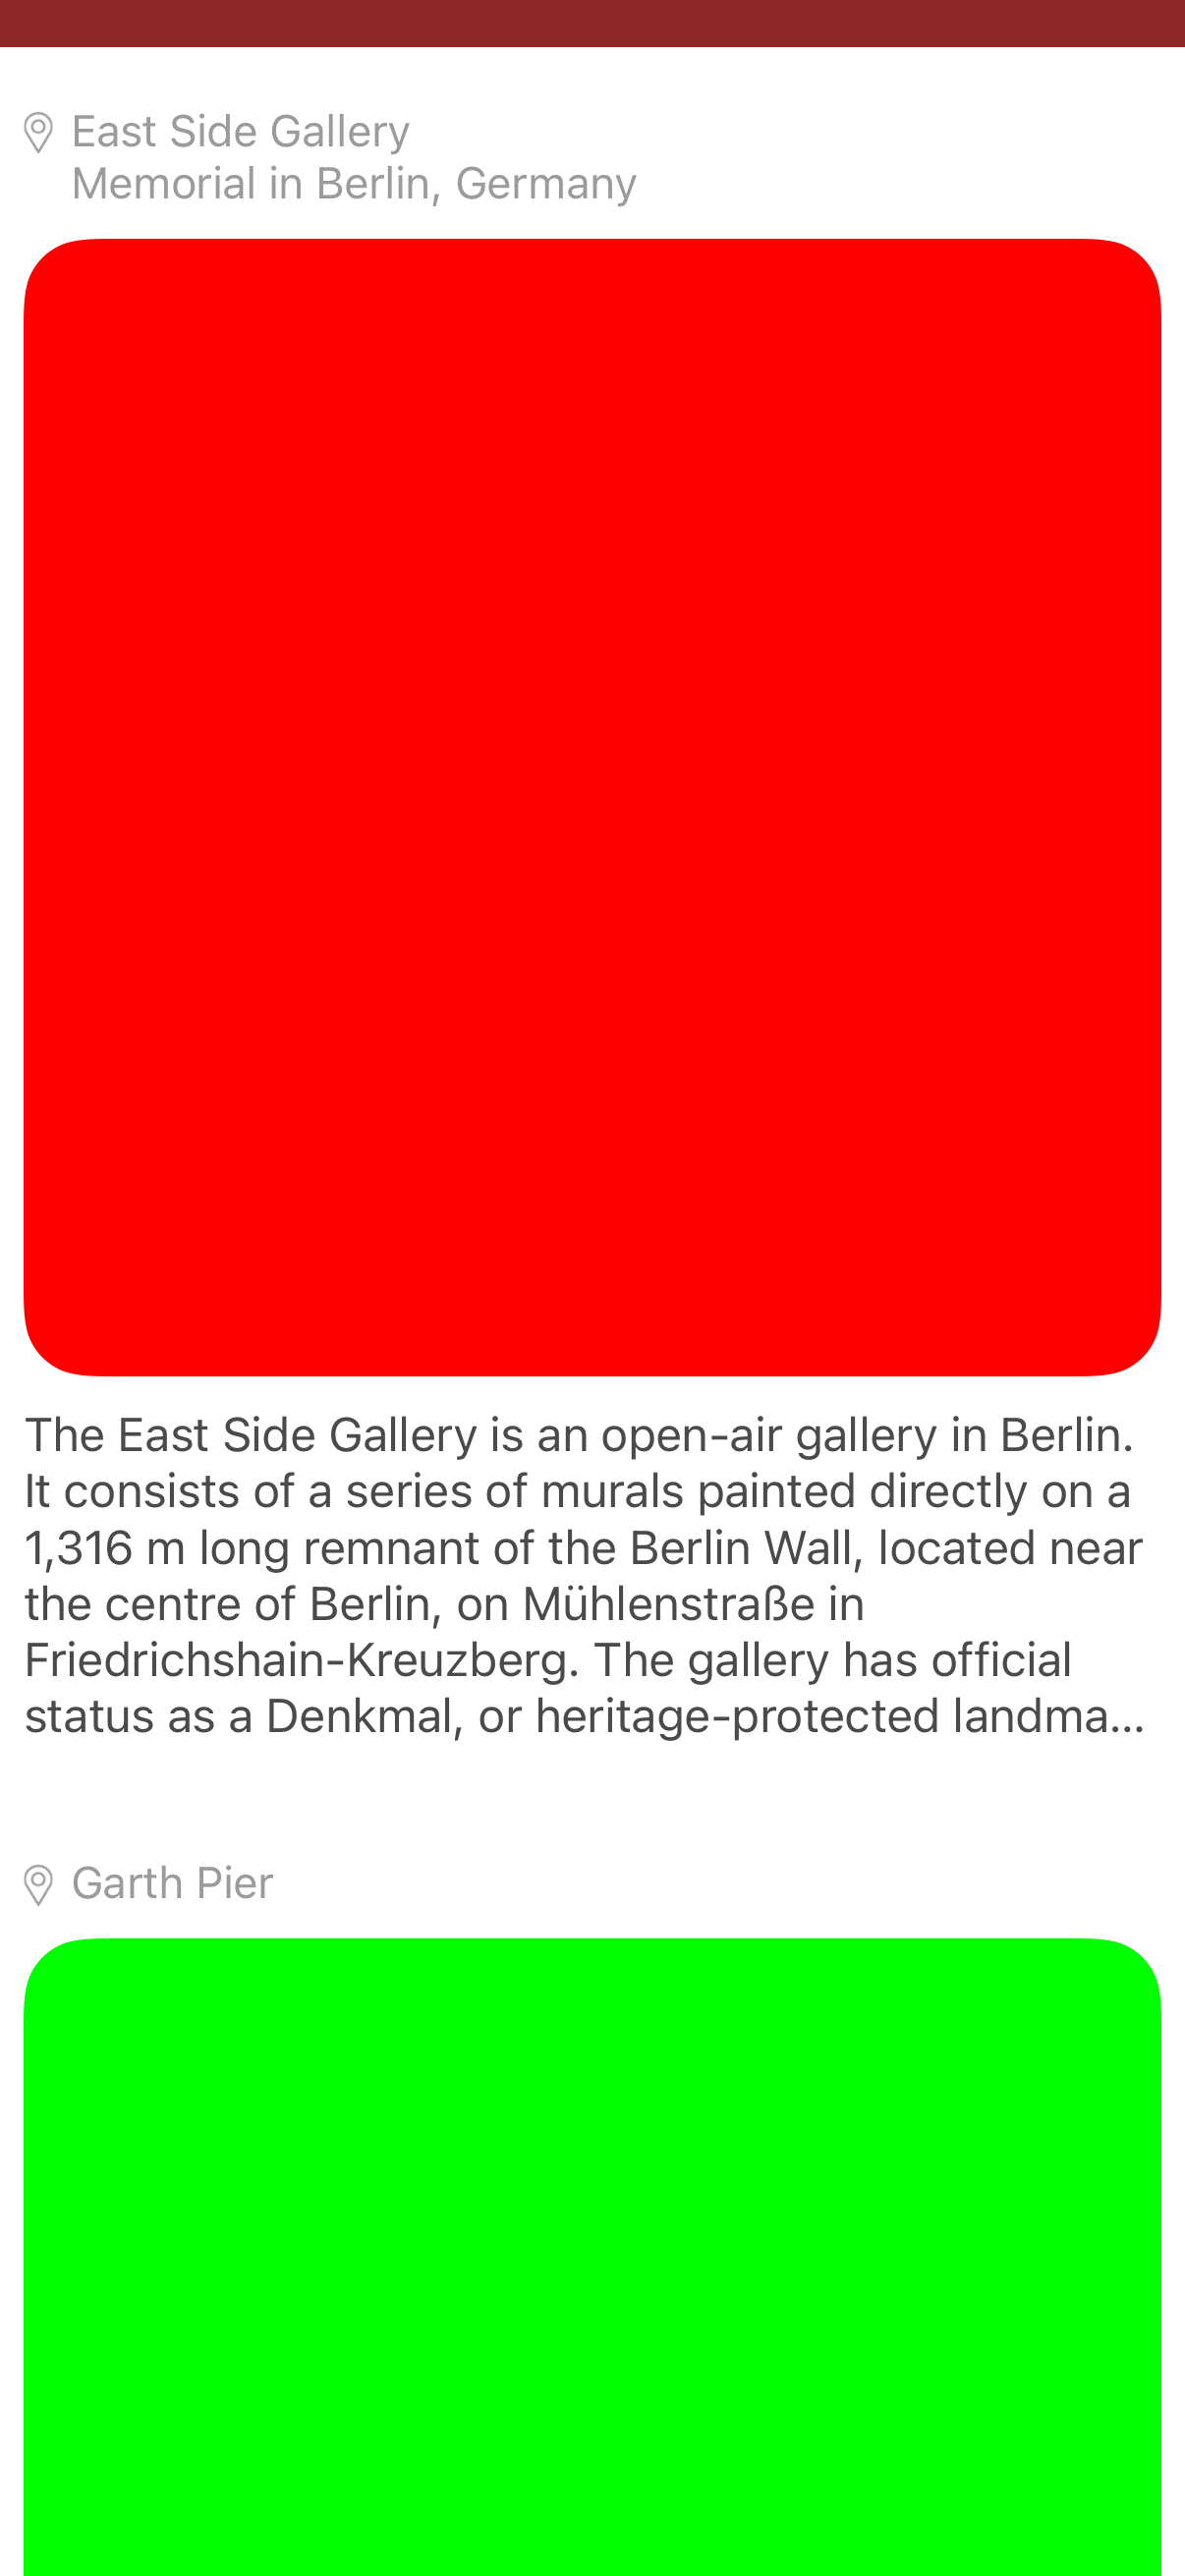 East Side Gallery
Memorial in Berlin, Germany
The East Side Gallery is an open-air gallery in Berlin.
It consists of a series of murals painted directly on a
1,316 m long remnant of the Berlin Wall, located near
the centre of Berlin, on Mühlenstraße in
Friedrichshain-Kreuzberg. The gallery has official
status as a Denkmal, or heritage-protected landma...
Garth Pier